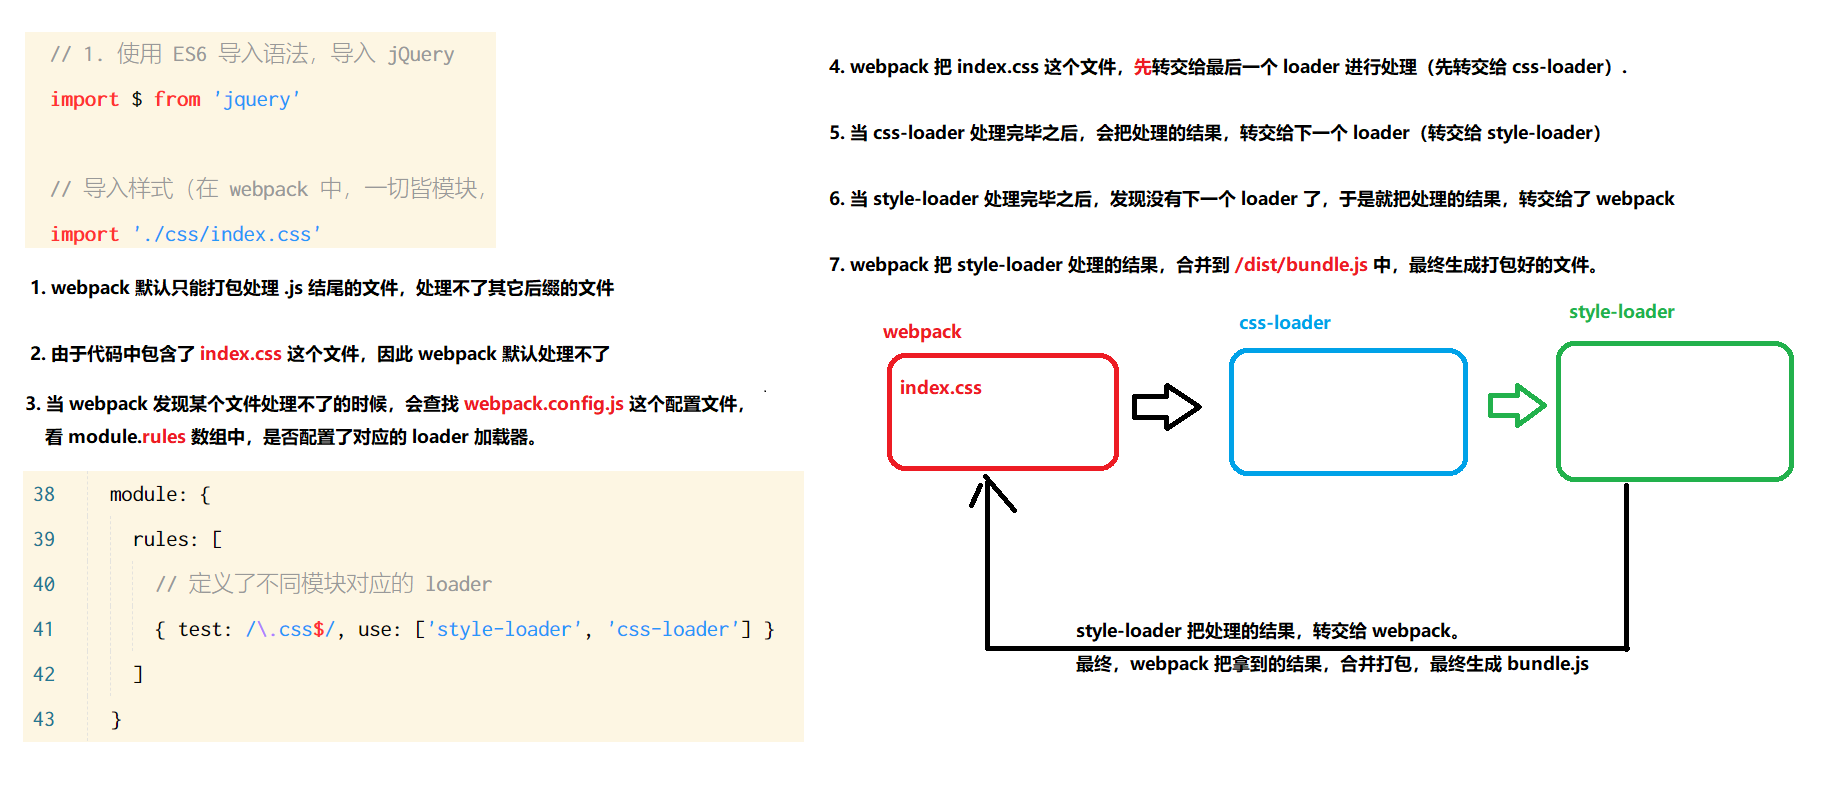 // 1. 使用 ES6 导入语法，导入 jQuery
import $ from 'jquery'
// 导入样式（在 webpack 中，一切皆模块，
import './css/index.css'
1. webpack 默认只能打包处理 .js 结尾的文件，处理不了其它后缀的文件
2. 由于代码中包含了 index.css 这个文件，因此 webpack 默认处理不了
3. 当 webpack 发现某个文件处理不了的时候，会查找 webpack.config.js 这个配置文件，
看 module.rules 数组中，是否配置了对应的 loader 加载器。
38 module: {
39 rules: [
40 // 定义了不同模块对应的 loader
41 { test: /\.css$/, use: ['style-loader', 'css-loader'] }
42 ]
43 }
4. webpack 把 index.css 这个文件，先转交给最后一个 loader 进行处理（先转交给 css-loader）.
5. 当 css-loader 处理完毕之后，会把处理的结果，转交给下一个 loader（转交给 style-loader）
6. 当 style-loader 处理完毕之后，发现没有下一个 loader 了，于是就把处理的结果，转交给了 webpack
7. webpack 把 style-loader 处理的结果，合并到 /dist/bundle.js 中，最终生成打包好的文件。
webpack
css-loader
style-loader
index.css
style-loader 把处理的结果，转交给 webpack。
最终，webpack 把拿到的结果，合并打包，最终生成 bundle.js